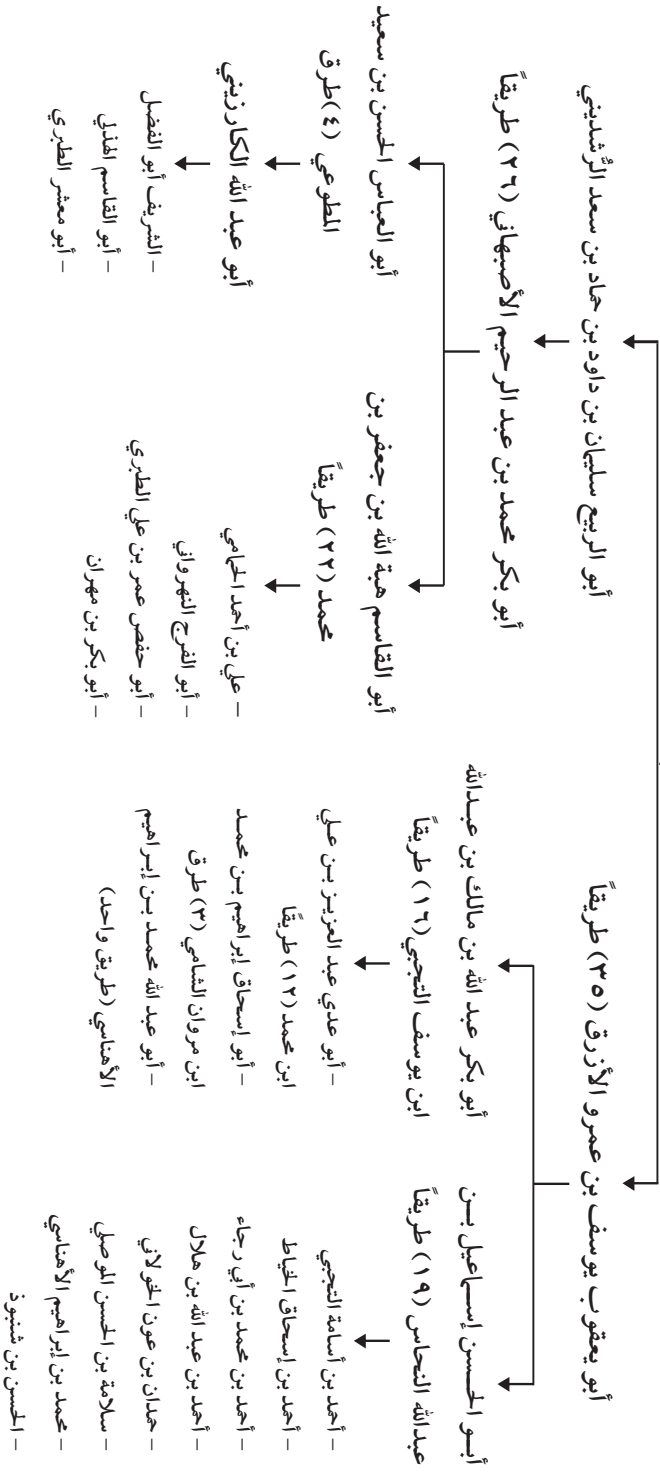 أبو يعقوب يوسف بن عمرو الأزرق (٣٥) طريقاً
أبو الحسن إسماعيل بن
عبدالله النحاس (١٩) طريقاً
– أحمد بن أسامة التجيبي
– أحمد بن إسحاق الخياط
– أحمد بن محمد بن أبي رجاء
– أحمد بن عبد الله بن هلال
– حمدان بن عون الخولاني
– سلامة بن الحسن الموصلي
– محمد بن إبراهيم الأهناسي
– الحسن بن شنبوذ
أبو بكر عبد الله بن مالك بن عبدالله
ابن يوسف التجيبي (١٦) طريقاً
– أبو عدي عبد العزيز بن علي
ابن محمد (١٢) طريقًا
– أبو إسحاق إبراهيم بن محمد
ابن مروان الشامي (٣) طرق
– أبو عبد الله محمد بن إبراهيم
الأهناسي (طريق واحد)
أبو الربيع سليمان بن داود بن حماد بن سعد الرَّشديني
أبو بكر محمد بن عبد الرحيم الأصبهاني (٢٦) طريقاً
أبو القاسم هبة الله بن جعفر بن
محمد (٢٢) طريقاً
– علي بن أحمد الحمامي
– أبو الفرج النهرواني
– أبو حفص عمر بن علي الطبري
– أبو بكر بن مهران
أبو العباس الحسن بن سعيد
المطوعي (٤) طرق
أبو عبد الله الكارزيني
– الشريف أبو الفضل
– أبو القاسم الهذلي
– أبو معشر الطبري